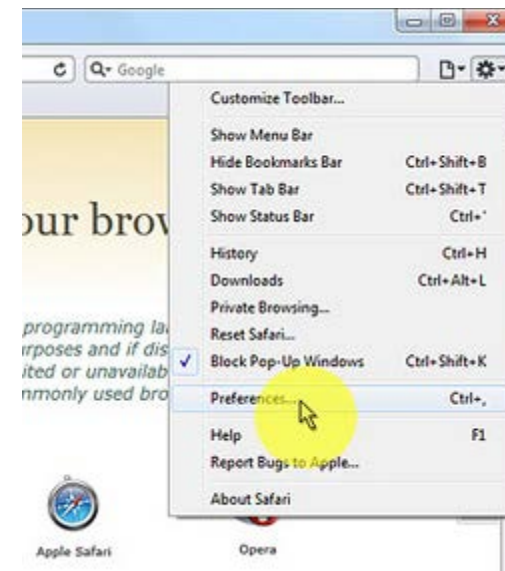 Google
Customize Toolbar...
Show Menu Bar
Hide Bookmarks Bar Ctrl+Shift+B
Show Tab Bar Ctrl+Shift+T
Show Status Bar Ctrl+'
History Ctrl+H
Downloads Ctrl+Alt+L
Private Browsing...
Reset Safari...
Block Pop-Up Windows Ctrl+Shift+K
Preferences... Ctrl+,
Help F1
Report Bugs to Apple...
About Safari
our brow
programming la
rposes and if dis
ited or unavailab
nmonly used bro
Apple Safari
Opera